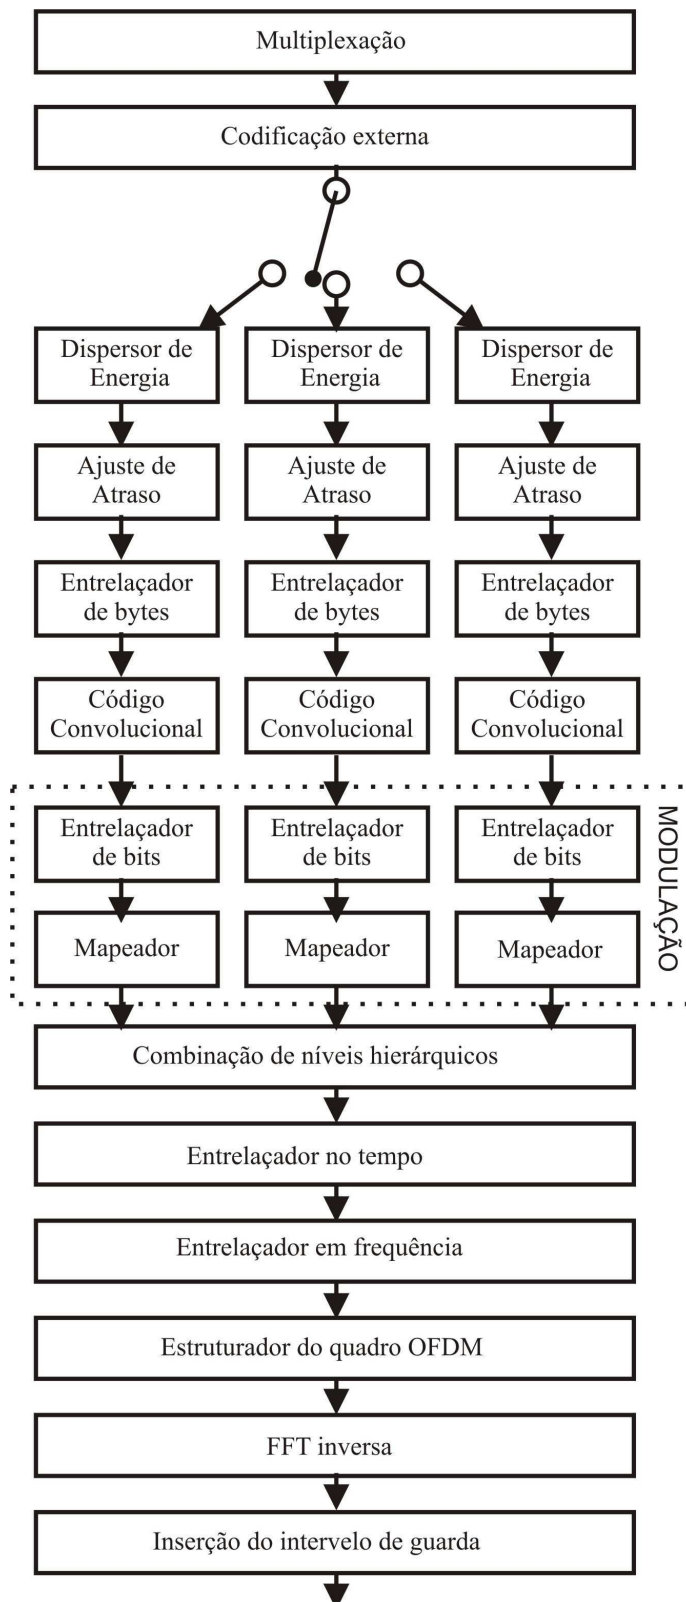 Multiplexação
Codificação externa
Dispersor de
Energia
Dispersor de
Energia
Dispersor de
Energia
Ajuste de
Atraso
Ajuste de
Atraso
Ajuste de
Atraso
Entrelaçador
de bytes
Entrelaçador
de bytes
Entrelaçador
de bytes
Código
Convolucional
Código
Convolucional
Código
Convolucional
Entrelaçador
de bits
Entrelaçador
de bits
Entrelaçador
de bits
MODULAÇÃO
Mapeador
Mapeador
Mapeador
Combinação de níveis hierárquicos
Entrelaçador no tempo
Entrelaçador em frequência
Estruturador do quadro OFDM
FFT inversa
Inserção do intervelo de guarda